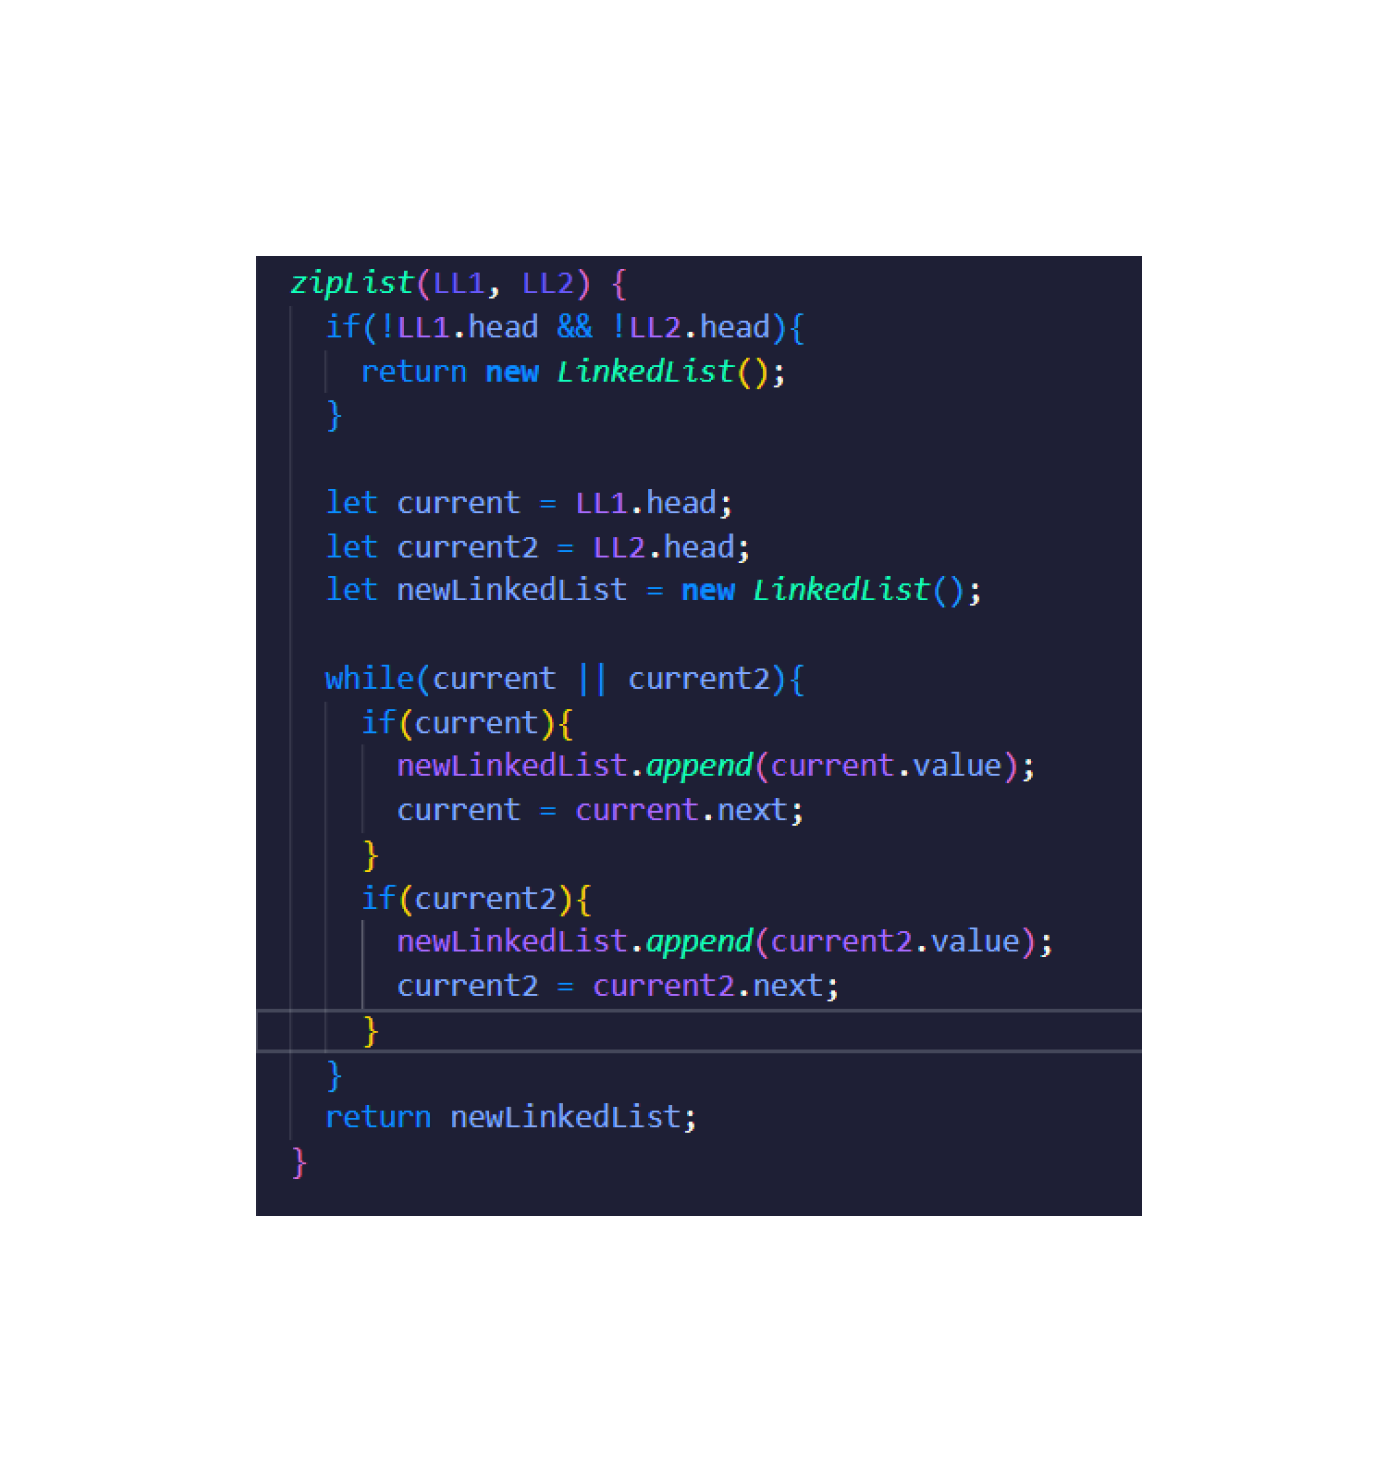 zipList(LL1, LL2) {
if(!LL1.head && !LL2.head){
return new LinkedList();
}
let current = LL1.head;
let current2 = LL2.head;
let newLinkedList = new LinkedList();
while(current || current2){
if(current){
newLinkedList.append(current.value);
current = current.next;
}
if(current2){
newLinkedList.append(current2.value);
current2 = current2.next;
}
}
return newLinkedList;
}